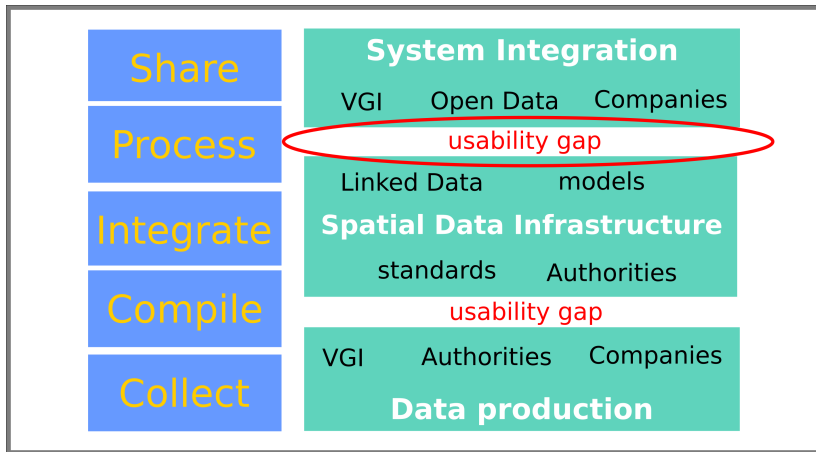 Share
Process
Integrate
Compile
Collect
System Integration
VGI Open Data Companies
usability gap
Linked Data models
Spatial Data Infrastructure
standards Authorities
usability gap
VGI Authorities Companies
Data production